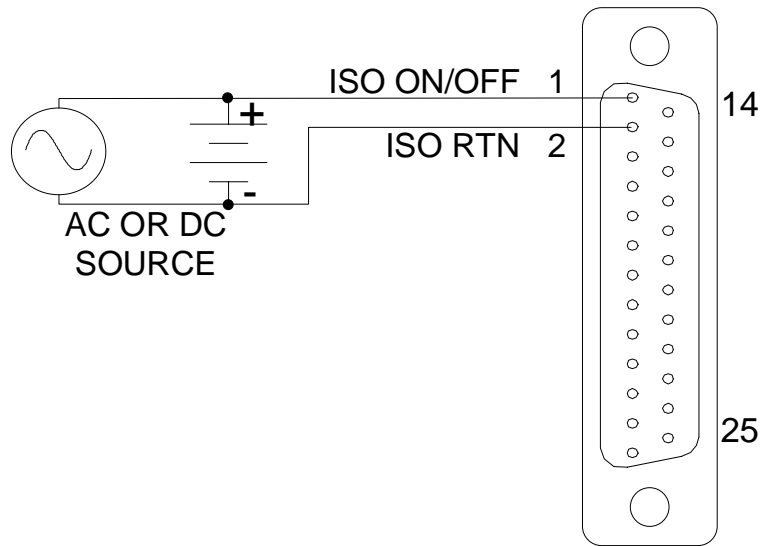 ISO ON/OFF 1
14
+
ISO RTN 2
-
AC OR DC
SOURCE
25